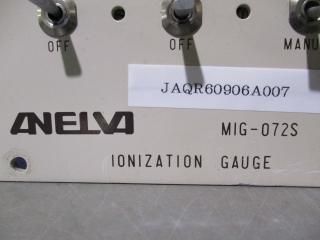 OFF OFF MANU
JAQR60906A007
ANELVA MIG-072S
IONIZATION GAUGE